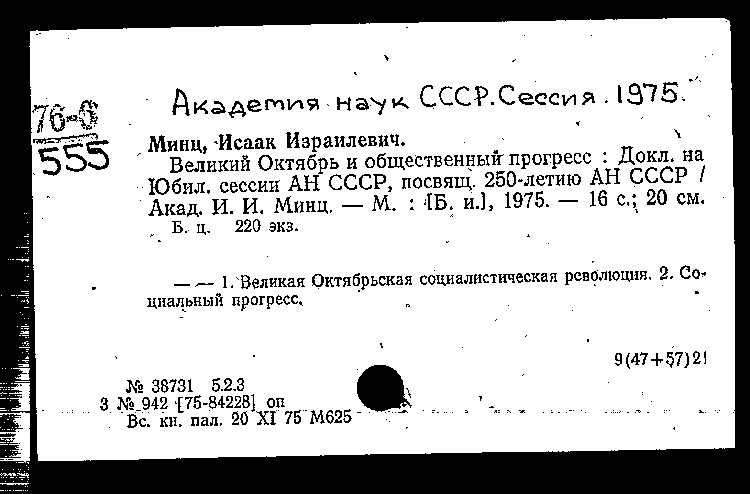 Академия наук СССР. Сессия. 1975.
76-6
555
Минц, Исаак Израилевич.
Великий Октябрь и общественный прогресс : Докл. на
Юбил. сессии АН СССР, посвящ. 250-летию АН СССР /
Акад. И. И. Минц. — М. : [Б. и.], 1975. — 16 с.; 20 см.
Б. ц. 220 экз.
— — 1. Великая Октябрьская социалистическая революция. 2. Со-
циальный прогресс.
9(47+57)21
№ 38731 5.2.3
3 № 942 [75-84228] оп
Вс. кн. пал. 20 XI 75 М625